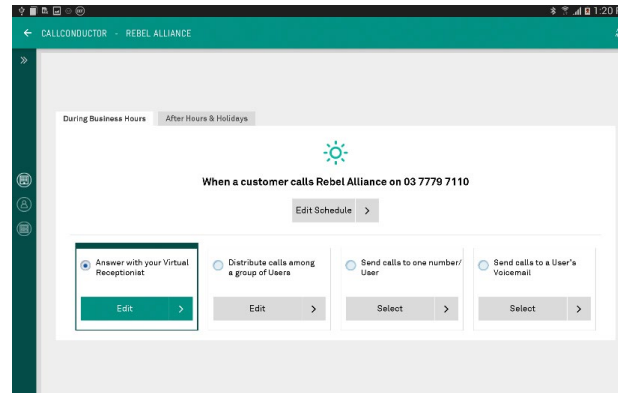 1:20
CALLCONDUCTOR - REBEL ALLIANCE
During Business Hours
After Hours & Holidays
When a customer calls Rebel Alliance on 03 7779 7110
Edit Schedule >
Answer with your Virtual
Receptionist
Edit >
Distribute calls among
a group of Users
Edit >
Send calls to one number/
User
Select >
Send calls to a User's
Voicemail
Select >